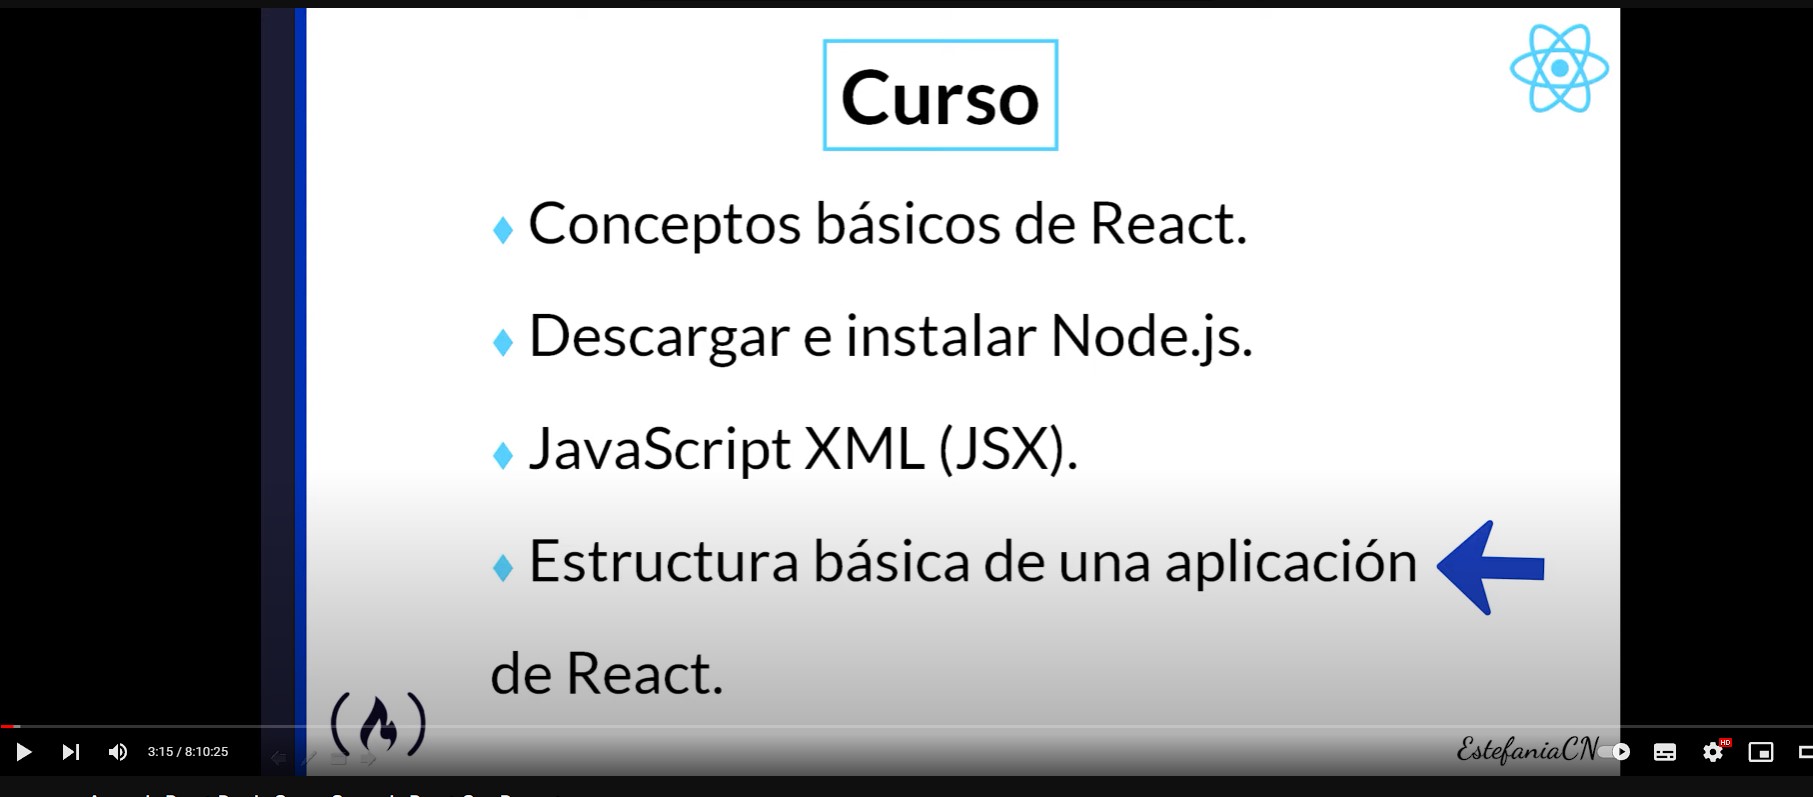 Curso
Conceptos básicos de React.
Descargar e instalar Node.js.
JavaScript XML (JSX).
Estructura básica de una aplicación
de React.
EstefaniaCN
3:15 / 8:10:25
HD